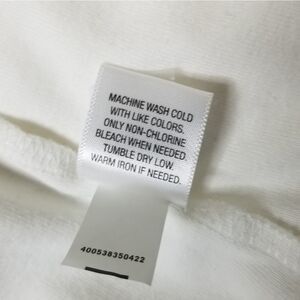 MACHINE WASH COLD
WITH LIKE COLORS.
ONLY NON-CHLORINE
BLEACH WHEN NEEDED.
TUMBLE DRY LOW.
WARM IRON IF NEEDED.
400538350422